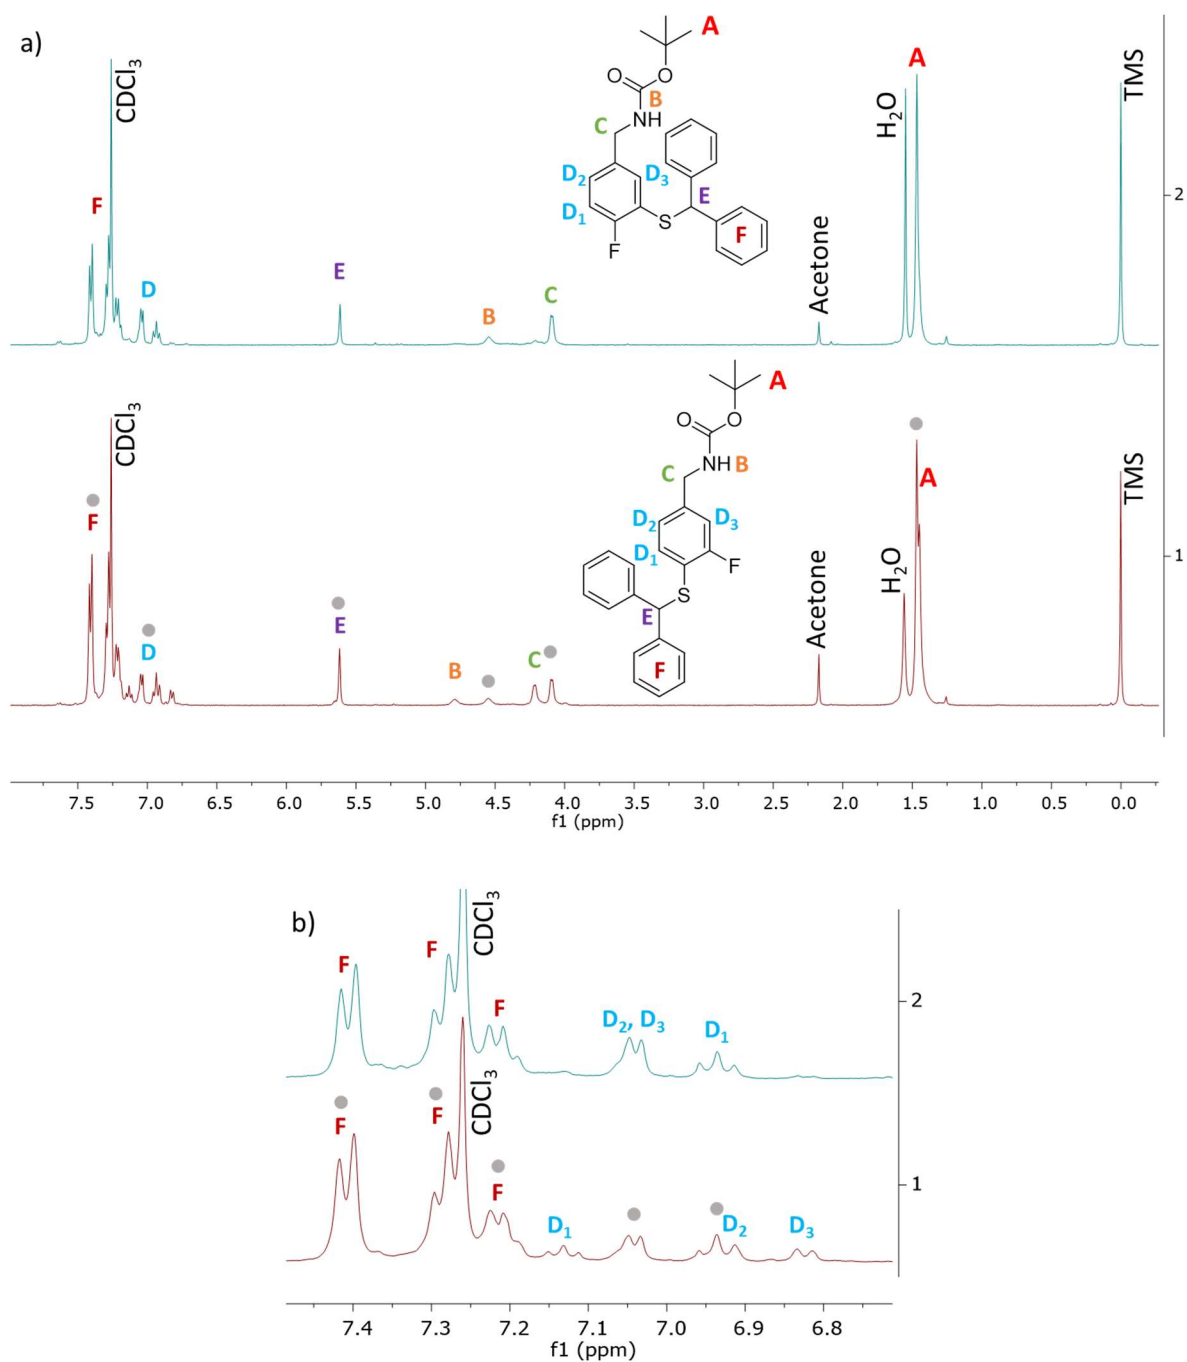 a)
A
O
O
B
NH
C
D2
D3
D1
E
S
F
F
CDCl3
F
D
E
B
C
Acetone
H2O
A
TMS
2
A
O
O
NH B
C
D2
D3
D1
F
S
E
F
CDCl3
F
D
E
B
C
Acetone
H2O
A
TMS
1
7.5 7.0 6.5 6.0 5.5 5.0 4.5 4.0 3.5 3.0 2.5 2.0 1.5 1.0 0.5 0.0
f1 (ppm)
b)
CDCl3
F
F
F
D2, D3
D1
2
CDCl3
F
F
F
D1
D2
D3
1
7.4 7.3 7.2 7.1 7.0 6.9 6.8
f1 (ppm)